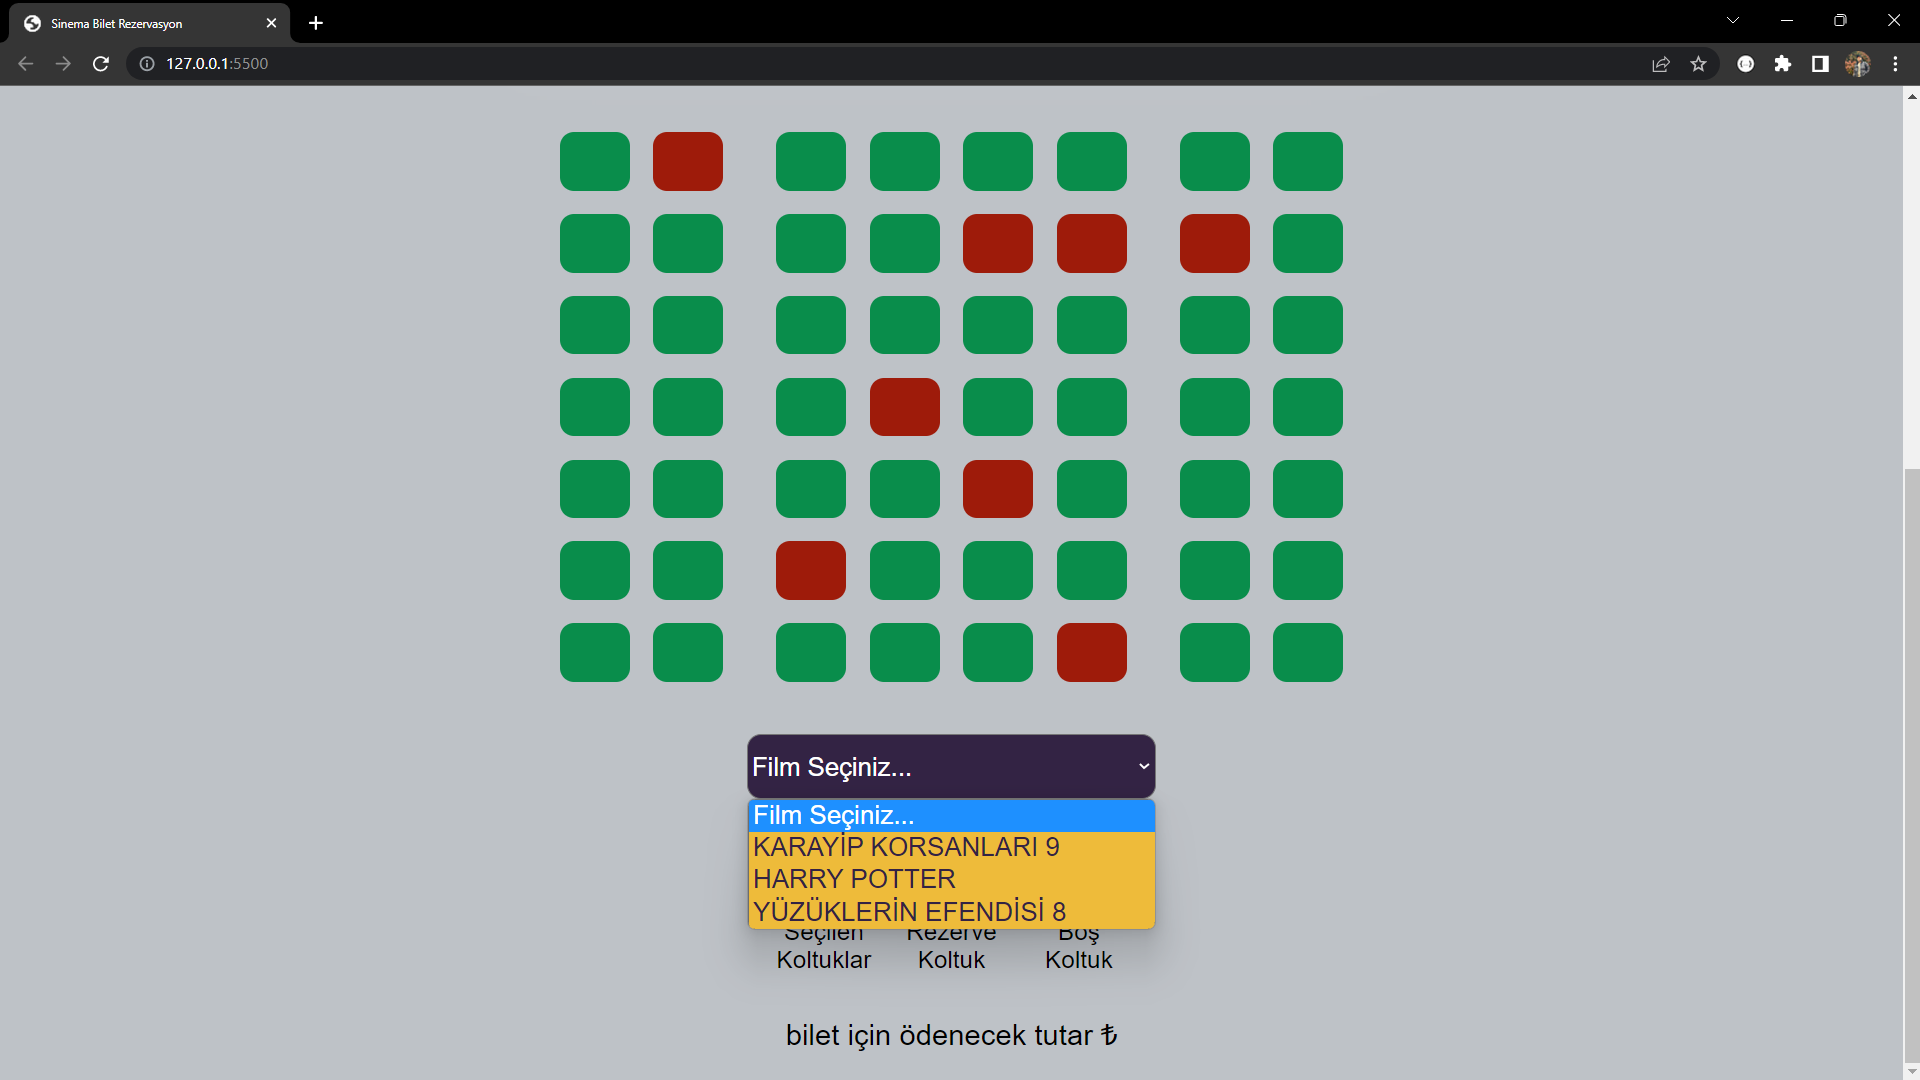 Sinema Bilet Rezervasyon
127.0.0.1:5500
Film Seçiniz...
Film Seçiniz...
KARAYİP KORSANLARI 9
HARRY POTTER
YÜZÜKLERİN EFENDİSİ 8
Seçilen Rezerve Boş
Koltuklar Koltuk Koltuk
bilet için ödenecek tutar ₺